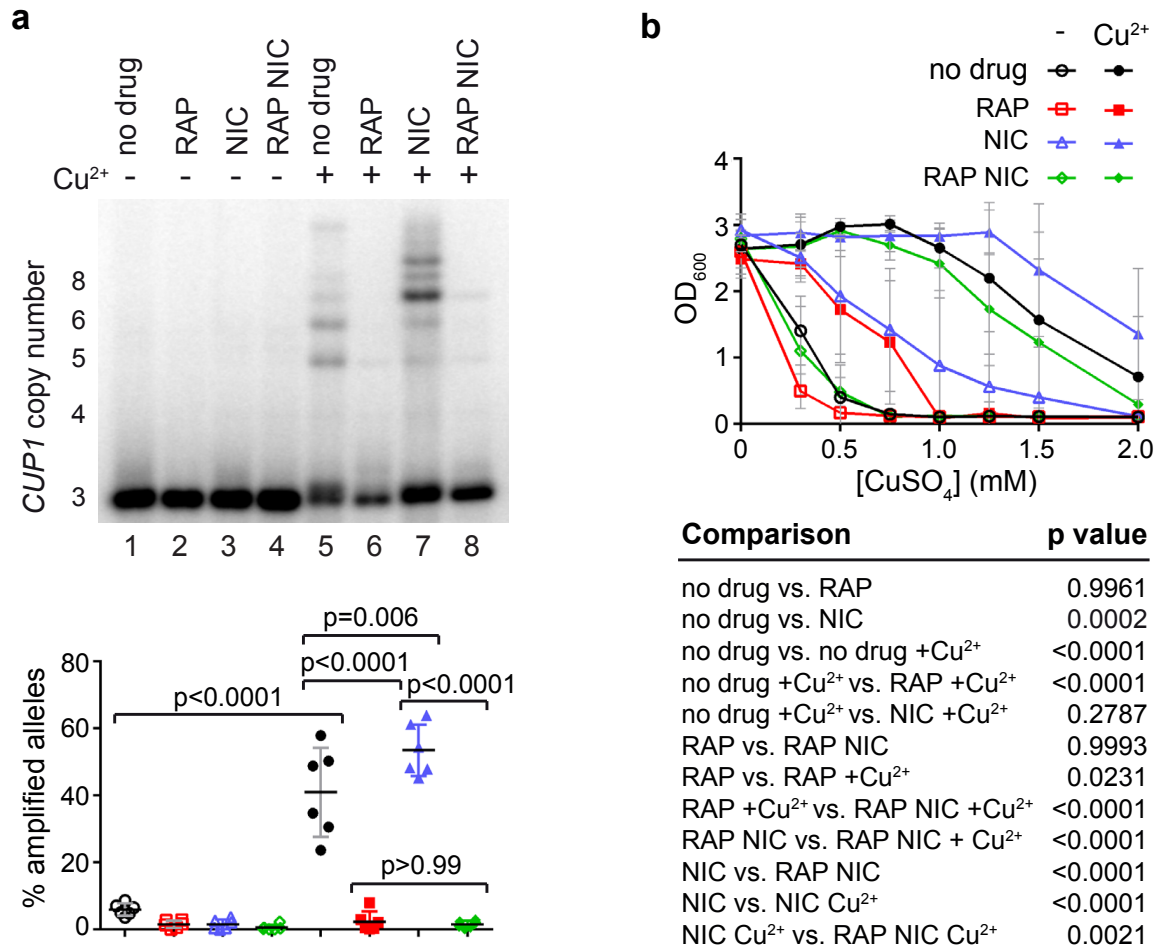 a
no drug
RAP
NIC
RAP NIC
no drug
RAP
NIC
RAP NIC
Cu²⁺ - - - - + + + +
CUP1 copy number
8
6
5
4
3
1 2 3 4 5 6 7 8
p=0.006
p<0.0001
p<0.0001
p<0.0001
p>0.99
% amplified alleles
80
60
40
20
0
b
- Cu²⁺
no drug
RAP
NIC
RAP NIC
OD₆₀₀
4
3
2
1
0
0 0.5 1.0 1.5 2.0
[CuSO₄] (mM)
Comparison p value
no drug vs. RAP 0.9961
no drug vs. NIC 0.0002
no drug vs. no drug +Cu²⁺ <0.0001
no drug +Cu²⁺ vs. RAP +Cu²⁺ <0.0001
no drug +Cu²⁺ vs. NIC +Cu²⁺ 0.2787
RAP vs. RAP NIC 0.9993
RAP vs. RAP +Cu²⁺ 0.0231
RAP +Cu²⁺ vs. RAP NIC +Cu²⁺ <0.0001
RAP NIC vs. RAP NIC + Cu²⁺ <0.0001
NIC vs. RAP NIC <0.0001
NIC vs. NIC Cu²⁺ <0.0001
NIC Cu²⁺ vs. RAP NIC Cu²⁺ 0.0021